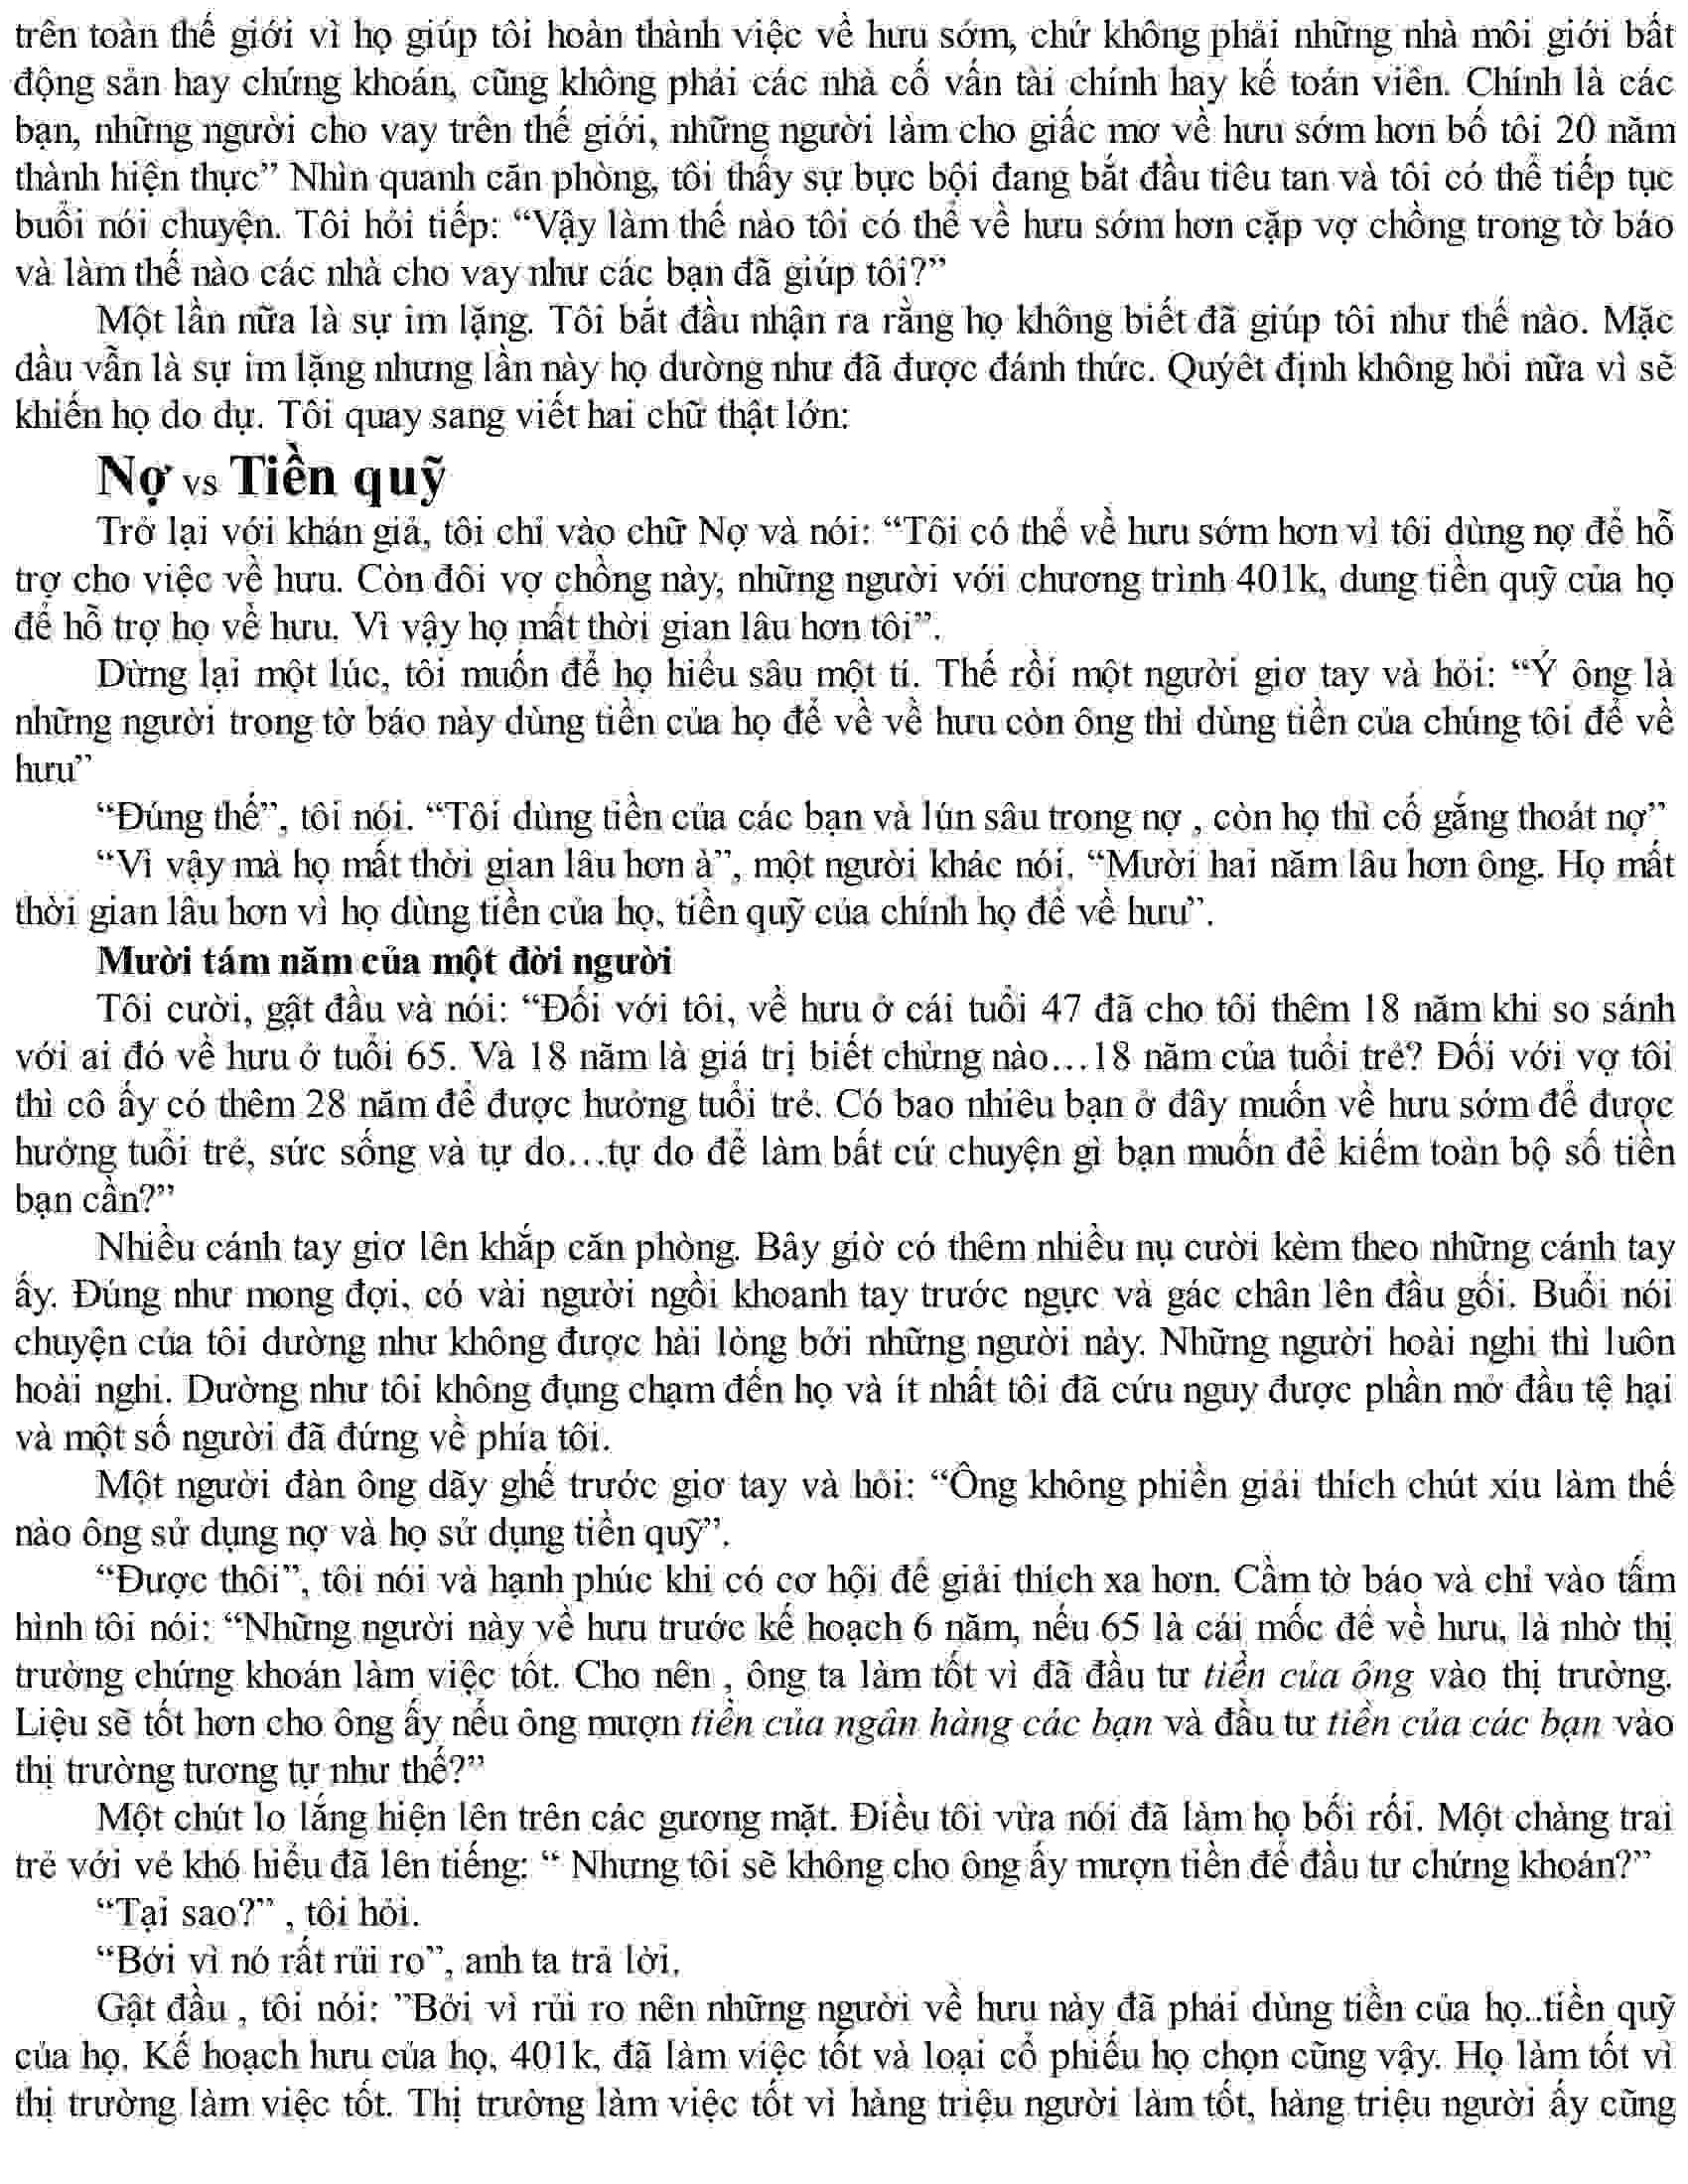 trên toàn thế giới vì họ giúp tôi hoàn thành việc về hưu sớm, chứ không phải những nhà môi giới bất
động sản hay chứng khoán, cũng không phải các nhà cố vấn tài chính hay kế toán viên. Chính là các
bạn, những người cho vay trên thế giới, những người làm cho giấc mơ về hưu sớm hơn bố tôi 20 năm
thành hiện thực” Nhìn quanh căn phòng, tôi thấy sự bực bội đang bắt đầu tiêu tan và tôi có thể tiếp tục
buổi nói chuyện. Tôi hỏi tiếp: “Vậy làm thế nào tôi có thể về hưu sớm hơn cặp vợ chồng trong tờ báo
và làm thế nào các nhà cho vay như các bạn đã giúp tôi?”
Một lần nữa là sự im lặng. Tôi bắt đầu nhận ra rằng họ không biết đã giúp tôi như thế nào. Mặc
dầu vẫn là sự im lặng nhưng lần này họ dường như đã được đánh thức. Quýêt định không hỏi nữa vì sẽ
khiến họ do dự. Tôi quay sang viết hai chữ thật lớn:
Nợ vs Tiền quỹ
Trở lại với khán giả, tôi chỉ vào chữ Nợ và nói: “Tôi có thể về hưu sớm hơn vì tôi dùng nợ để hỗ
trợ cho việc về hưu. Còn đôi vợ chồng này, những người với chương trình 401k, dung tiền quỹ của họ
để hỗ trợ họ về hưu. Vì vậy họ mất thời gian lâu hơn tôi”.
Dừng lại một lúc, tôi muốn để họ hiểu sâu một tí. Thế rồi một người giơ tay và hỏi: “Ý ông là
những người trong tờ báo này dùng tiền của họ để về về hưu còn ông thì dùng tiền của chúng tôi để về
hưu”
“Đúng thế”, tôi nói. “Tôi dùng tiền của các bạn và lún sâu trong nợ , còn họ thì cố gắng thoát nợ”
“Vì vậy mà họ mất thời gian lâu hơn à”, một người khác nói. “Mười hai năm lâu hơn ông. Họ mất
thời gian lâu hơn vì họ dùng tiền của họ, tiền quỹ của chính họ để về hưu”.
Mười tám năm của một đời người
Tôi cười, gật đầu và nói: “Đối với tôi, về hưu ở cái tuổi 47 đã cho tôi thêm 18 năm khi so sánh
với ai đó về hưu ở tuổi 65. Và 18 năm là giá trị biết chừng nào...18 năm của tuổi trẻ? Đối với vợ tôi
thì cô ấy có thêm 28 năm để được hưởng tuổi trẻ. Có bao nhiêu bạn ở đây muốn về hưu sớm để được
hưởng tuổi trẻ, sức sống và tự do...tự do để làm bất cứ chuyện gì bạn muốn để kiếm toàn bộ số tiền
bạn cần?”
Nhiều cánh tay giơ lên khắp căn phòng. Bây giờ có thêm nhiều nụ cười kèm theo những cánh tay
ấy. Đúng như mong đợi, có vài người ngồi khoanh tay trước ngực và gác chân lên đầu gối. Buổi nói
chuyện của tôi dường như không được hài lòng bởi những người này. Những người hoài nghi thì luôn
hoài nghi. Dường như tôi không đụng chạm đến họ và ít nhất tôi đã cứu nguy được phần mở đầu tệ hại
và một số người đã đứng về phía tôi.
Một người đàn ông dãy ghế trước giơ tay và hỏi: “Ông không phiền giải thích chút xíu làm thế
nào ông sử dụng nợ và họ sử dụng tiền quỹ”.
“Được thôi”, tôi nói và hạnh phúc khi có cơ hội để giải thích xa hơn. Cầm tờ báo và chỉ vào tấm
hình tôi nói: “Những người này về hưu trước kế hoạch 6 năm, nếu 65 là cái mốc để về hưu, là nhờ thị
trường chứng khoán làm việc tốt. Cho nên , ông ta làm tốt vì đã đầu tư tiền của ông vào thị trường.
Liệu sẽ tốt hơn cho ông ấy nếu ông mượn tiền của ngân hàng các bạn và đầu tư tiền của các bạn vào
thị trường tương tự như thế?”
Một chút lo lắng hiện lên trên các gương mặt. Điều tôi vừa nói đã làm họ bối rối. Một chàng trai
trẻ với vẻ khó hiểu đã lên tiếng: “ Nhưng tôi sẽ không cho ông ấy mượn tiền để đầu tư chứng khoán?”
“Tại sao?” , tôi hỏi.
“Bởi vì nó rất rủi ro”, anh ta trả lời.
Gật đầu , tôi nói: ”Bởi vì rủi ro nên những người về hưu này đã phải dùng tiền của họ...tiền quỹ
của họ. Kế hoạch hưu của họ, 401k, đã làm việc tốt và loại cổ phiếu họ chọn cũng vậy. Họ làm tốt vì
thị trường làm việc tốt. Thị trường làm việc tốt vì hàng triệu người làm tốt, hàng triệu người ấy cũng